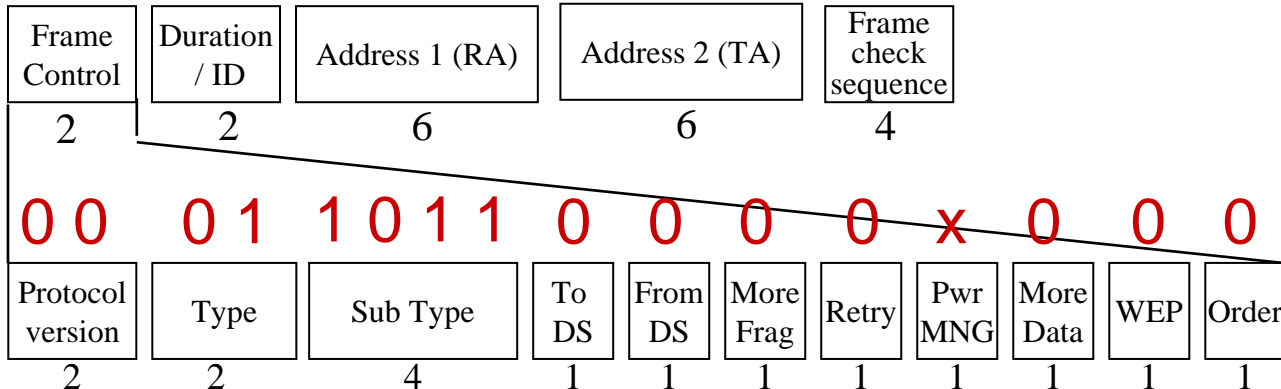 Frame Control
Duration / ID
Address 1 (RA)
Address 2 (TA)
Frame check sequence
2
2
6
6
4
0 0
0 1
1 0 1 1
0
0
0
0
x
0
0
0
Protocol version
Type
Sub Type
To DS
From DS
More Frag
Retry
Pwr MNG
More Data
WEP
Order
2
2
4
1
1
1
1
1
1
1
1